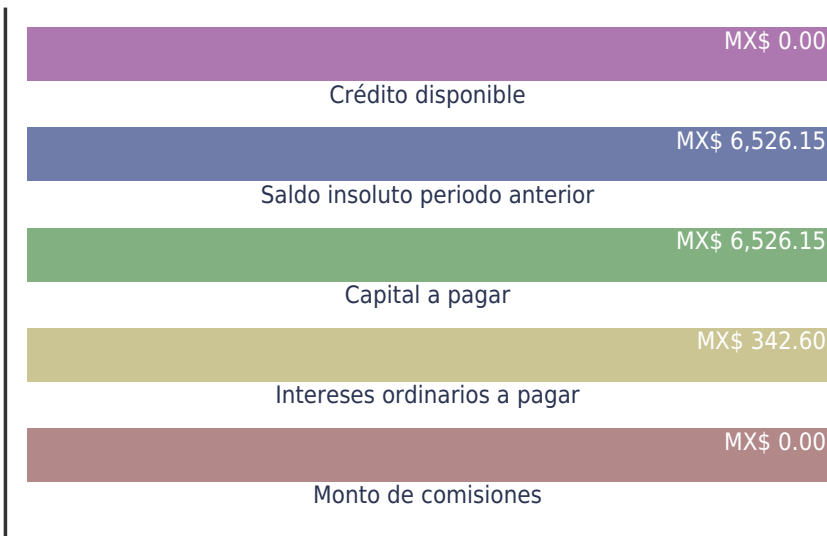 MX$ 0.00
Crédito disponible
MX$ 6,526.15
Saldo insoluto periodo anterior
MX$ 6,526.15
Capital a pagar
MX$ 342.60
Intereses ordinarios a pagar
MX$ 0.00
Monto de comisiones